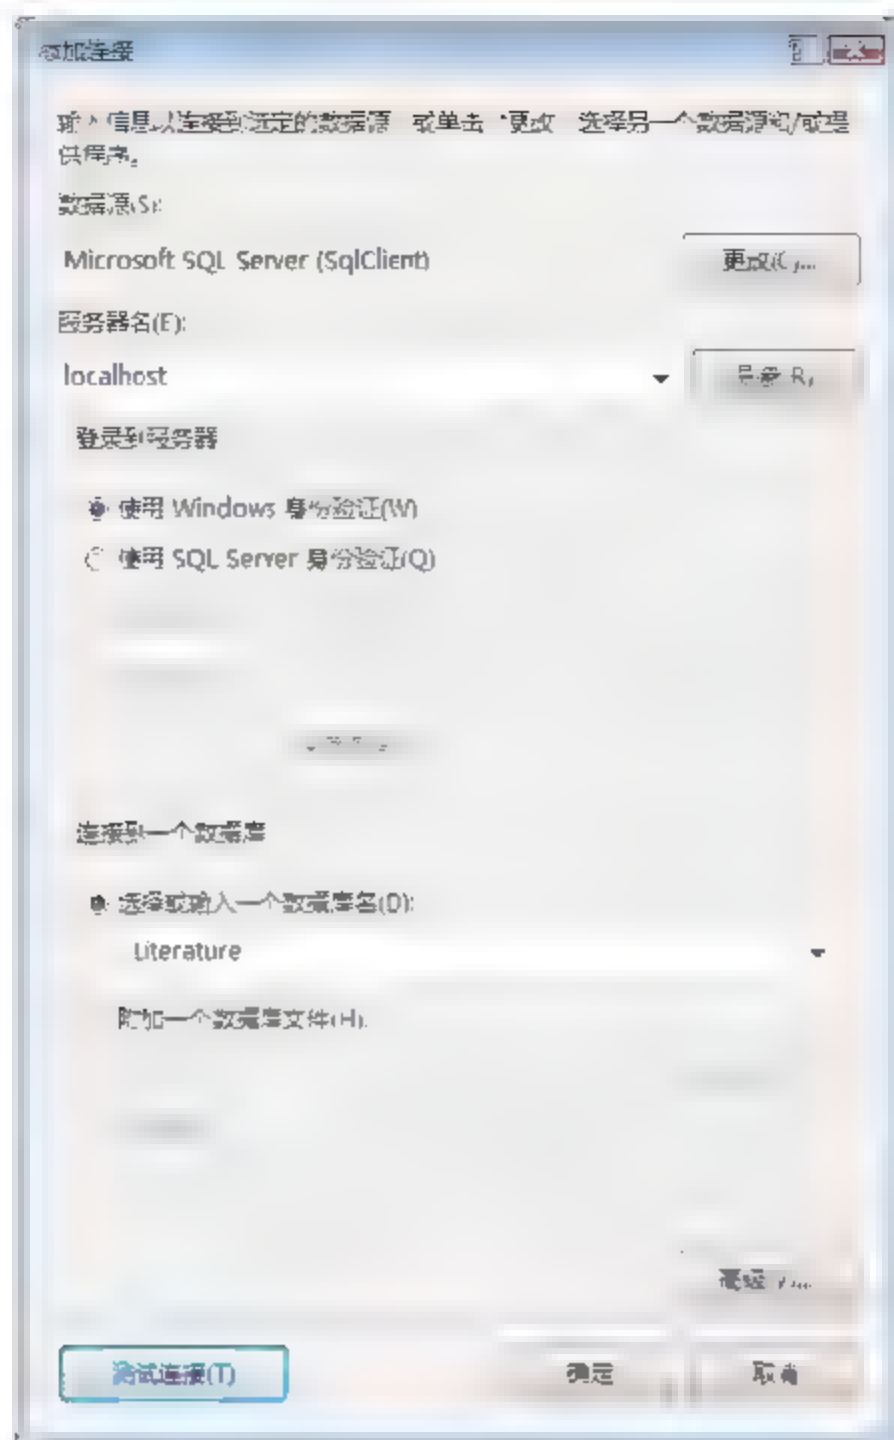 添加连接
输入信息以连接到选定的数据源，或单击“更改”选择另一个数据源和/或提
供程序。
数据源(S):
Microsoft SQL Server (SqlClient)
更改(C)...
服务器名(E):
localhost
R)
登录到服务器
使用 Windows 身份验证(W)
使用 SQL Server 身份验证(Q)
连接到一个数据库
选择或输入一个数据库名(D):
Literature
附加一个数据库文件(H):
高级 ...
测试连接(T)
确定
取消